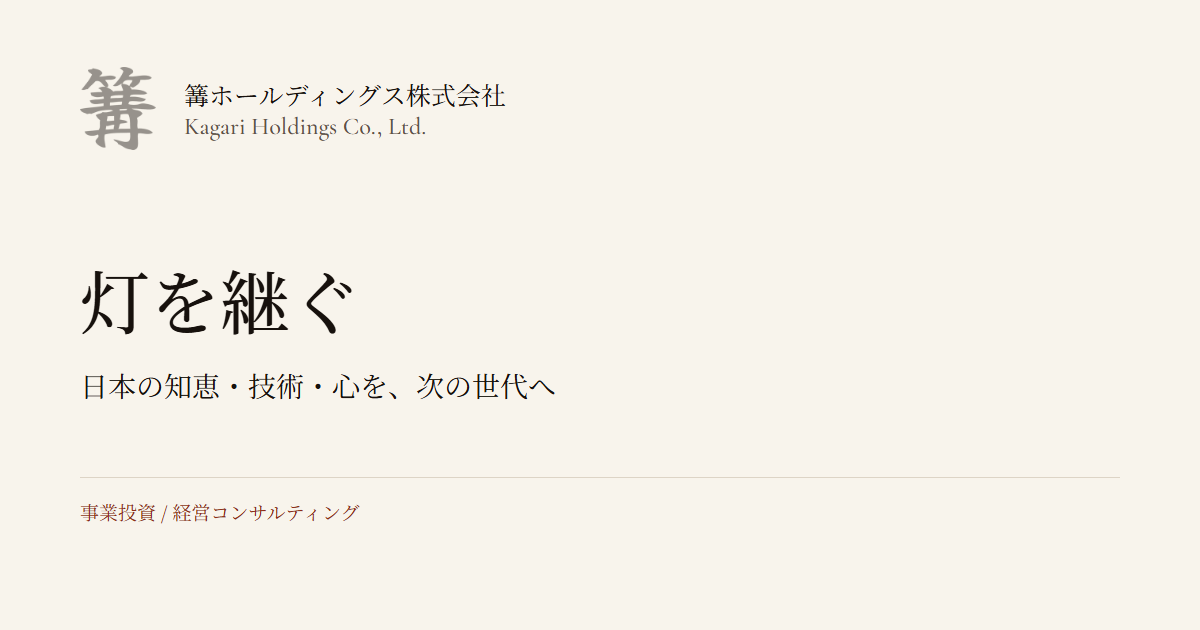 篝
篝ホールディングス株式会社
Kagari Holdings Co., Ltd.
灯を継ぐ
日本の知恵・技術・心を、次の世代へ
事業投資 / 経営コンサルティング